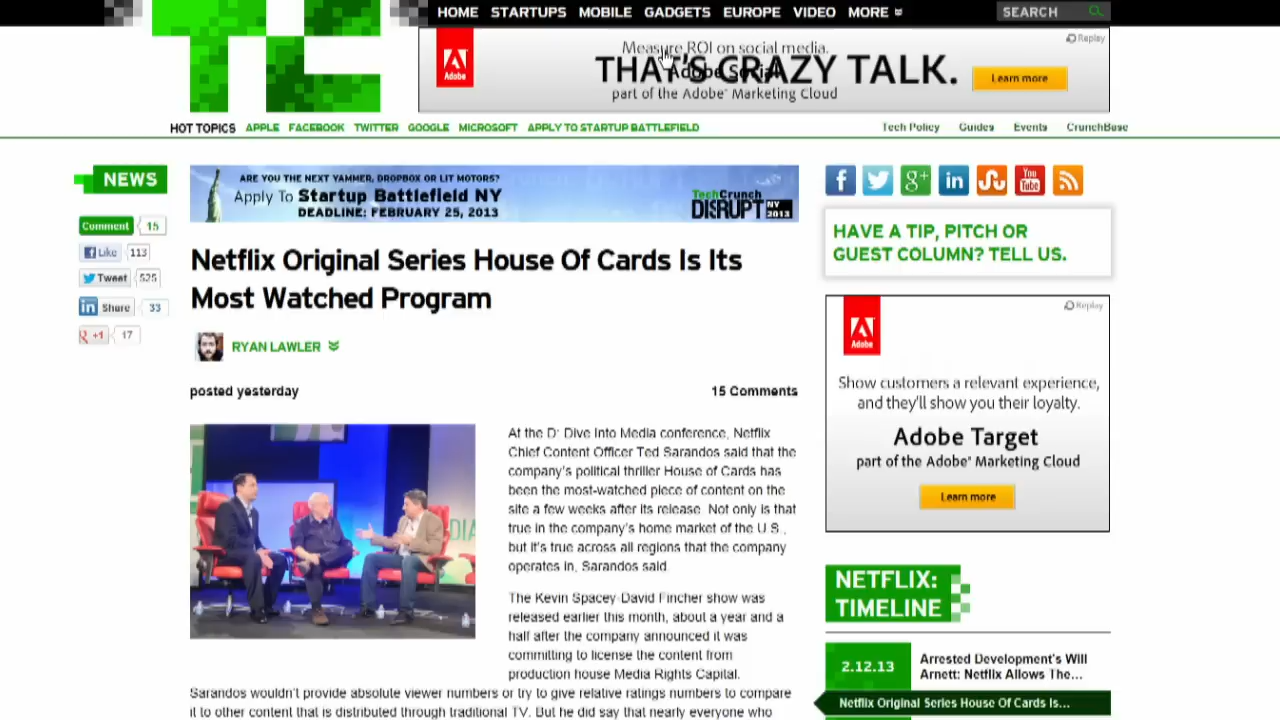 HOME STARTUPS MOBILE GADGETS EUROPE VIDEO MORE
SEARCH
TC
Measure ROI on social media.
Adobe Social
part of the Adobe® Marketing Cloud
THAT'S CRAZY TALK.
Adobe
Learn more
Replay
HOT TOPICS APPLE FACEBOOK TWITTER GOOGLE MICROSOFT APPLY TO STARTUP BATTLEFIELD
Tech Policy Guides Events CrunchBase
NEWS
Comment 15
Like 113
Tweet 525
in Share 33
+1 17
ARE YOU THE NEXT YAMMER, DROPBOX OR LIT MOTORS?
Apply To Startup Battlefield NY
DEADLINE: FEBRUARY 25, 2013
TechCrunch
DISRUPT NY 2013
Netflix Original Series House Of Cards Is Its
Most Watched Program
RYAN LAWLER
posted yesterday
15 Comments
At the D: Dive Into Media conference, Netflix
Chief Content Officer Ted Sarandos said that the
company's political thriller House of Cards has
been the most-watched piece of content on the
site a few weeks after its release. Not only is that
true in the company's home market of the U.S.,
but it's true across all regions that the company
operates in, Sarandos said.
The Kevin Spacey-David Fincher show was
released earlier this month, about a year and a
half after the company announced it was
committing to license the content from
production house Media Rights Capital.
Sarandos wouldn't provide absolute viewer numbers or try to give relative ratings numbers to compare
it to other content that is distributed through traditional TV. But he did say that nearly everyone who
f g+ in You Tube
HAVE A TIP, PITCH OR
GUEST COLUMN? TELL US.
Adobe
Replay
Show customers a relevant experience,
and they'll show you their loyalty.
Adobe Target
part of the Adobe® Marketing Cloud
Learn more
NETFLIX:
TIMELINE
2.12.13
Arrested Development's Will
Arnett: Netflix Allows The...
Netflix Original Series House Of Cards Is...